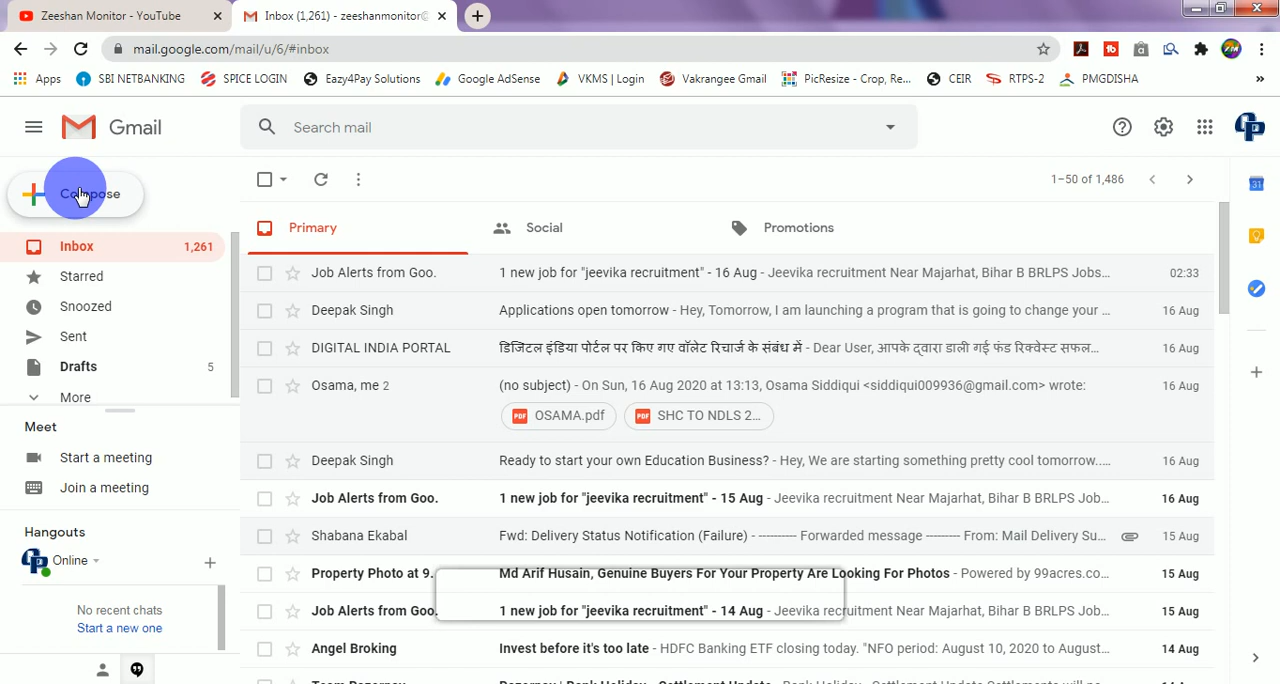 Zeeshan Monitor - YouTube
Inbox (1,261) - zeeshanmonitor@
mail.google.com/mail/u/6/#inbox
Apps SBI NETBANKING SPICE LOGIN Eazy4Pay Solutions Google AdSense VKMS | Login Vakrangee Gmail PicResize - Crop, Re... CEIR RTPS-2 PMGDISHA »
Gmail
Search mail
Compose
1–50 of 1,486
Inbox 1,261
Starred
Snoozed
Sent
Drafts 5
More
Meet
Start a meeting
Join a meeting
Hangouts
Online
No recent chats
Start a new one
Primary Social Promotions
Job Alerts from Goo. 1 new job for "jeevika recruitment" - 16 Aug - Jeevika recruitment Near Majarhat, Bihar B BRLPS Jobs... 02:33
Deepak Singh Applications open tomorrow - Hey, Tomorrow, I am launching a program that is going to change your ... 16 Aug
DIGITAL INDIA PORTAL डिजिटल इंडिया पोर्टल पर किए गए वॉलेट रिचार्ज के संबंध में - Dear User, आपके द्वारा डाली गई फंड रिक्वेस्ट सफल... 16 Aug
Osama, me 2 (no subject) - On Sun, 16 Aug 2020 at 13:13, Osama Siddiqui <siddiqui009936@gmail.com> wrote: 16 Aug
OSAMA.pdf SHC TO NDLS 2...
Deepak Singh Ready to start your own Education Business? - Hey, We are starting something pretty cool tomorrow.... 16 Aug
Job Alerts from Goo. 1 new job for "jeevika recruitment" - 15 Aug - Jeevika recruitment Near Majarhat, Bihar B BRLPS Job... 16 Aug
Shabana Ekabal Fwd: Delivery Status Notification (Failure) - ---------- Forwarded message --------- From: Mail Delivery Su... 15 Aug
Property Photo at 9. Md Arif Husain, Genuine Buyers For Your Property Are Looking For Photos - Powered by 99acres.co... 15 Aug
Job Alerts from Goo. 1 new job for "jeevika recruitment" - 14 Aug - Jeevika recruitment Near Majarhat, Bihar B BRLPS Job... 15 Aug
Angel Broking Invest before it's too late - HDFC Banking ETF closing today. "NFO period: August 10, 2020 to August... 14 Aug